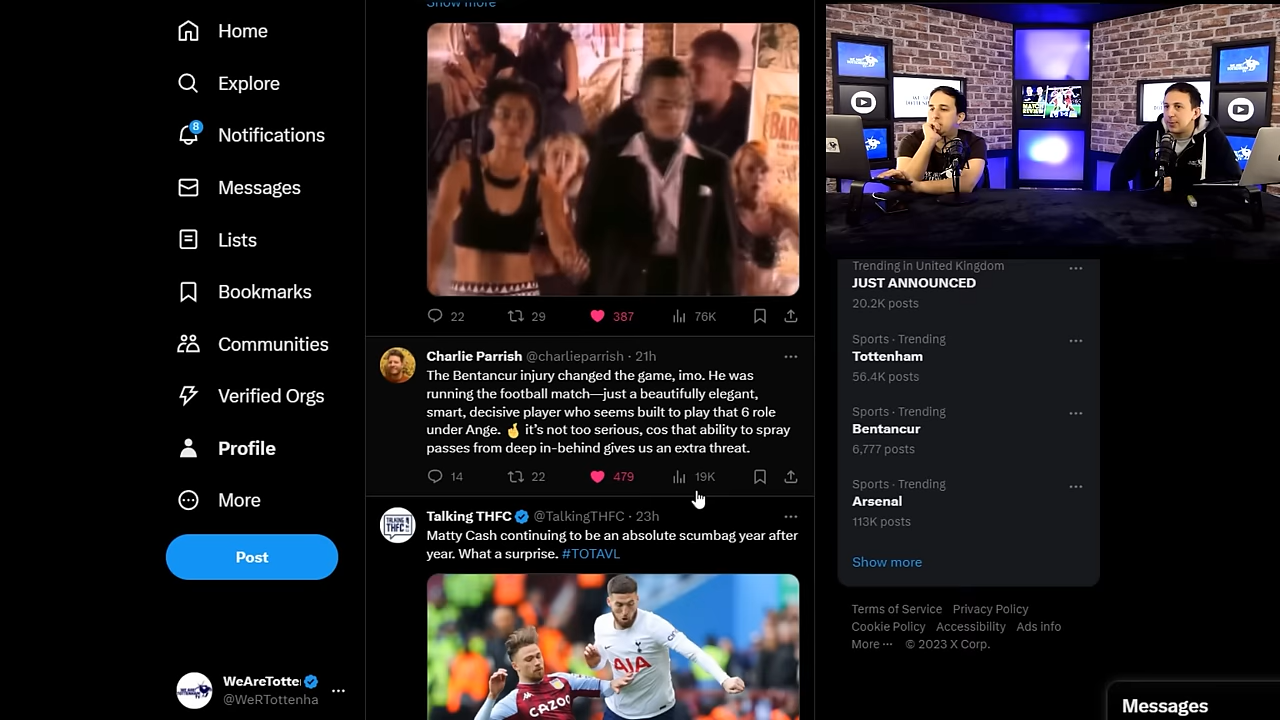 Home
Explore
8
Notifications
Messages
Lists
Bookmarks
Communities
Verified Orgs
Profile
More
Post
WeAreTotte
@WeRTottenha
Show more
BAR
22
29
387
76K
Charlie Parrish @charlieparrish · 21h
The Bentancur injury changed the game, imo. He was
running the football match—just a beautifully elegant,
smart, decisive player who seems built to play that 6 role
under Ange. 🤞 it's not too serious, cos that ability to spray
passes from deep in-behind gives us an extra threat.
14
22
479
19K
Talking THFC @TalkingTHFC · 23h
Matty Cash continuing to be an absolute scumbag year after
year. What a surprise. #TOTAVL
TALKING THFC
AIA
CAZOO
Trending in United Kingdom
JUST ANNOUNCED
20.2K posts
Sports · Trending
Tottenham
56.4K posts
Sports · Trending
Bentancur
6,777 posts
Sports · Trending
Arsenal
113K posts
Show more
Terms of Service Privacy Policy
Cookie Policy Accessibility Ads info
More ··· © 2023 X Corp.
Messages